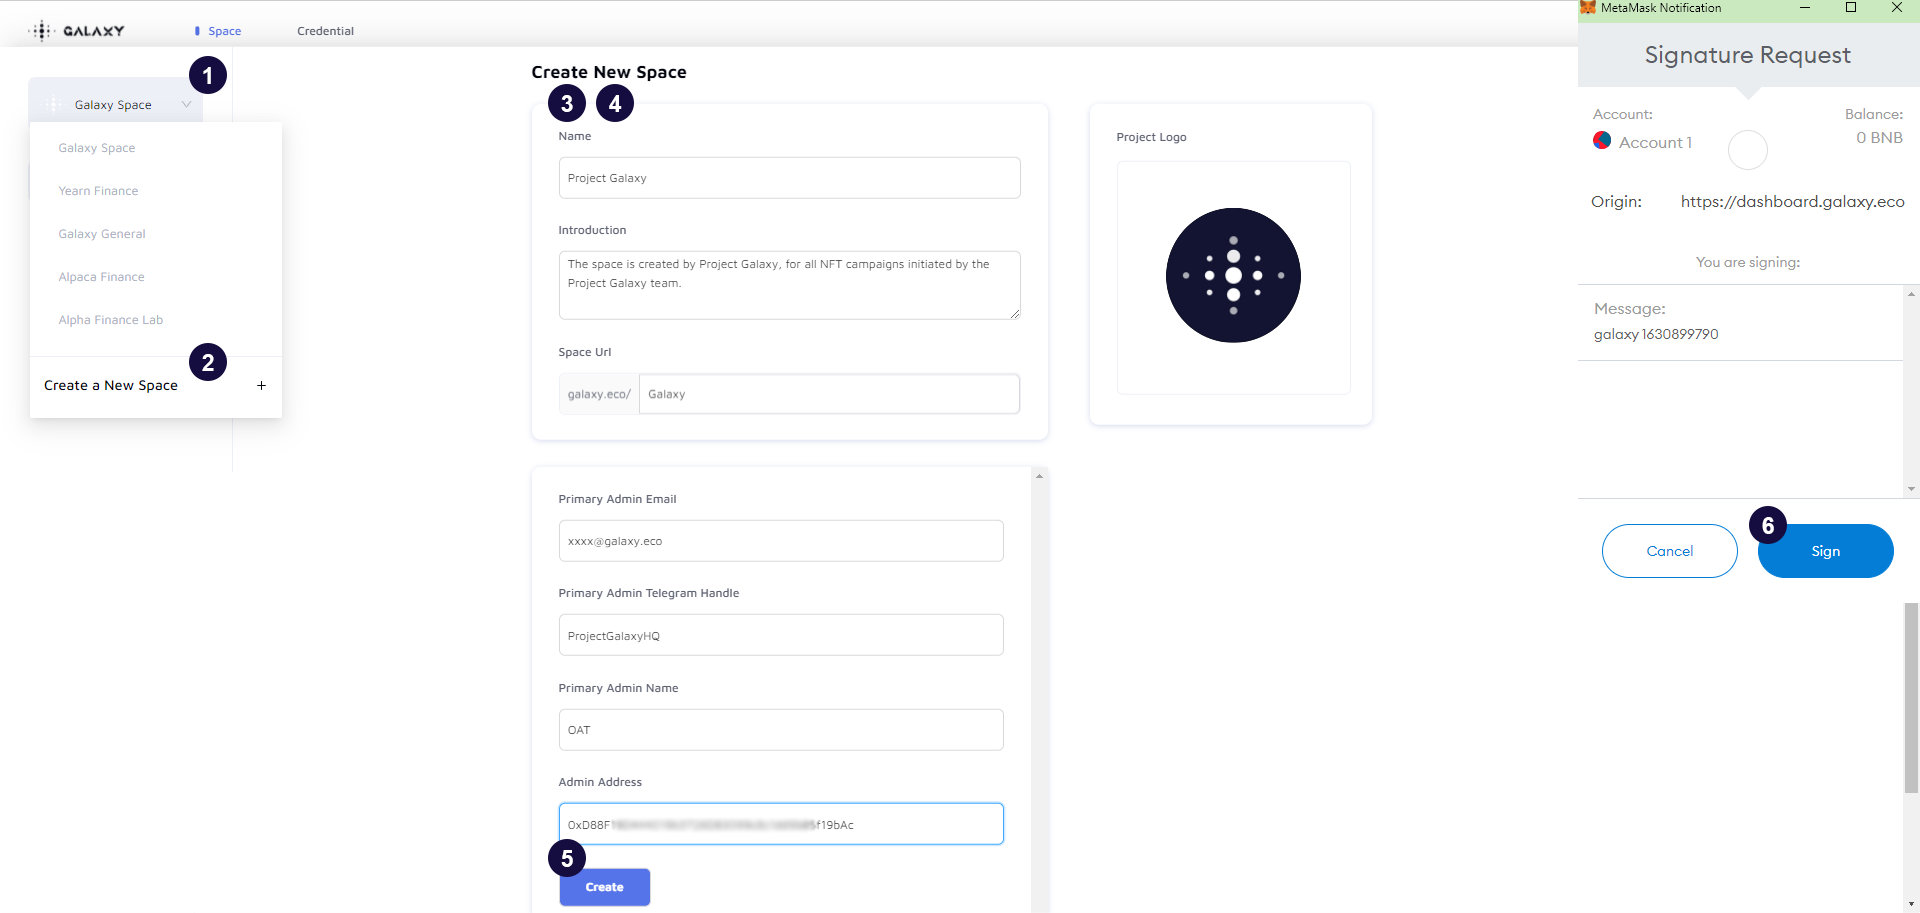 GALAXY
Space
Credential
1
Galaxy Space
Galaxy Space
Yearn Finance
Galaxy General
Alpaca Finance
Alpha Finance Lab
2
Create a New Space +
Create New Space
3 4
Name
Project Galaxy
Introduction
The space is created by Project Galaxy, for all NFT campaigns initiated by the
Project Galaxy team.
Space Url
galaxy.eco/ Galaxy
Project Logo
Primary Admin Email
xxxx@galaxy.eco
Primary Admin Telegram Handle
ProjectGalaxyHQ
Primary Admin Name
OAT
Admin Address
0xD88F f19bAc
5
Create
MetaMask Notification
Signature Request
Account: Balance:
Account 1 0 BNB
Origin: https://dashboard.galaxy.eco
You are signing:
Message:
galaxy 1630899790
6
Cancel Sign